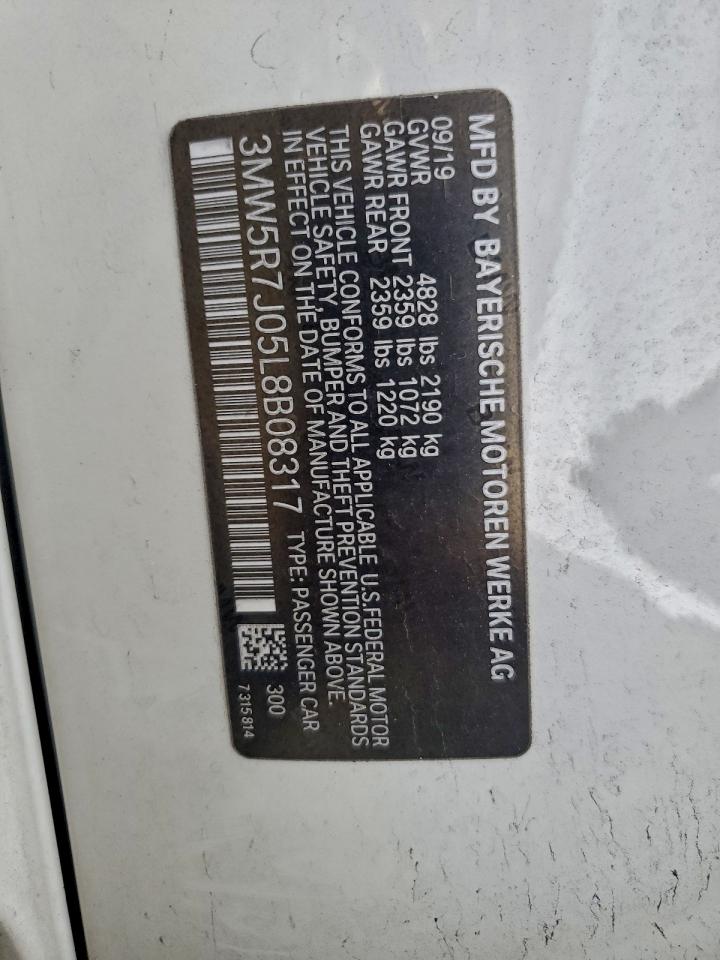 MFD BY BAYERISCHE MOTOREN WERKE AG
09/19
GVWR 4828 lbs 2190 kg
GAWR FRONT 2359 lbs 1072 kg
GAWR REAR 2359 lbs 1220 kg
THIS VEHICLE CONFORMS TO ALL APPLICABLE U.S.FEDERAL MOTOR
VEHICLE SAFETY, BUMPER AND THEFT PREVENTION STANDARDS
IN EFFECT ON THE DATE OF MANUFACTURE SHOWN ABOVE.
3MW5R7J05L8B08317 TYPE: PASSENGER CAR
300
7315814